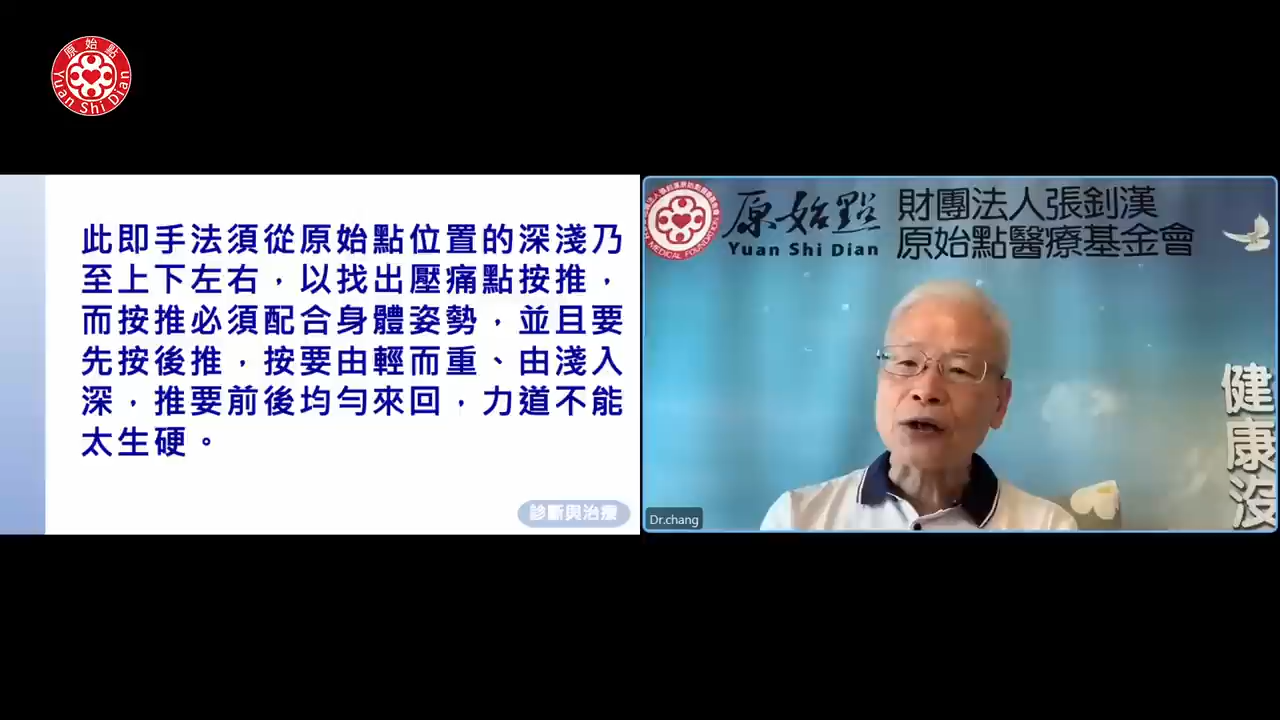 原始點
Yuan Shi Dian
此即手法須從原始點位置的深淺乃
至上下左右，以找出壓痛點按推，
而按推必須配合身體姿勢，並且要
先按後推，按要由輕而重、由淺入
深，推要前後均勻來回，力道不能
太生硬。
診斷與治療
原始點
Yuan Shi Dian
財團法人張釗漢
原始點醫療基金會
健康沒
Dr.chang